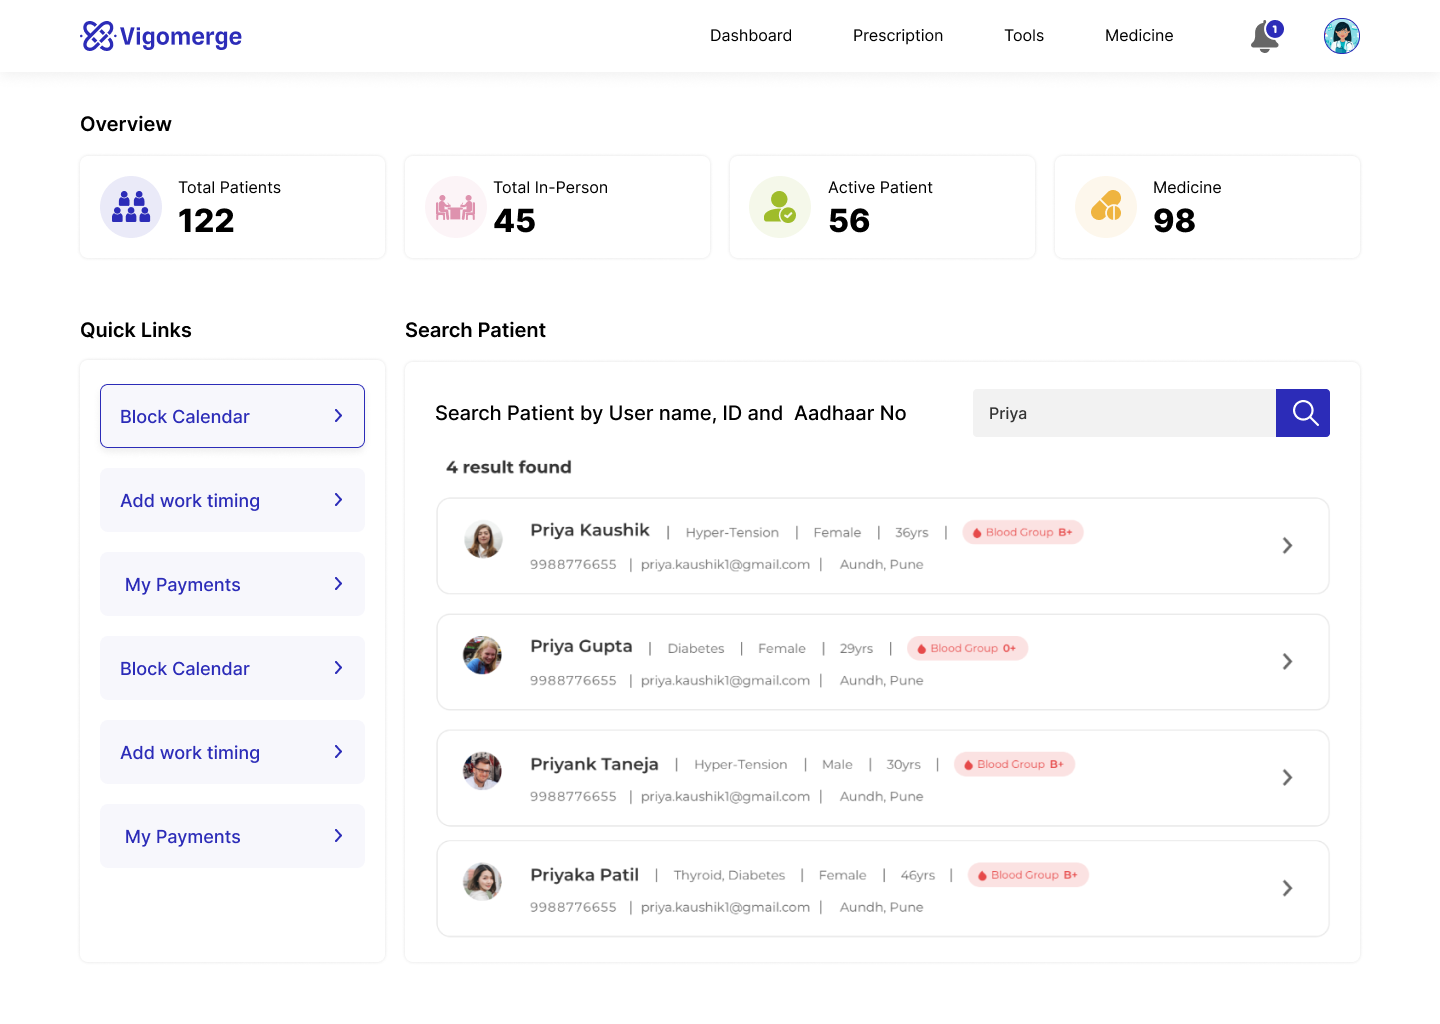 Vigomerge
Dashboard Prescription Tools Medicine 1
Overview
Total Patients
122
Total In-Person
45
Active Patient
56
Medicine
98
Quick Links
Block Calendar
Add work timing
My Payments
Block Calendar
Add work timing
My Payments
Search Patient
Search Patient by User name, ID and Aadhaar No
Priya
4 result found
Priya Kaushik | Hyper-Tension | Female | 36yrs | Blood Group B+
9988776655 | priya.kaushik1@gmail.com | Aundh, Pune
Priya Gupta | Diabetes | Female | 29yrs | Blood Group 0+
9988776655 | priya.kaushik1@gmail.com | Aundh, Pune
Priyank Taneja | Hyper-Tension | Male | 30yrs | Blood Group B+
9988776655 | priya.kaushik1@gmail.com | Aundh, Pune
Priyaka Patil | Thyroid, Diabetes | Female | 46yrs | Blood Group B+
9988776655 | priya.kaushik1@gmail.com | Aundh, Pune